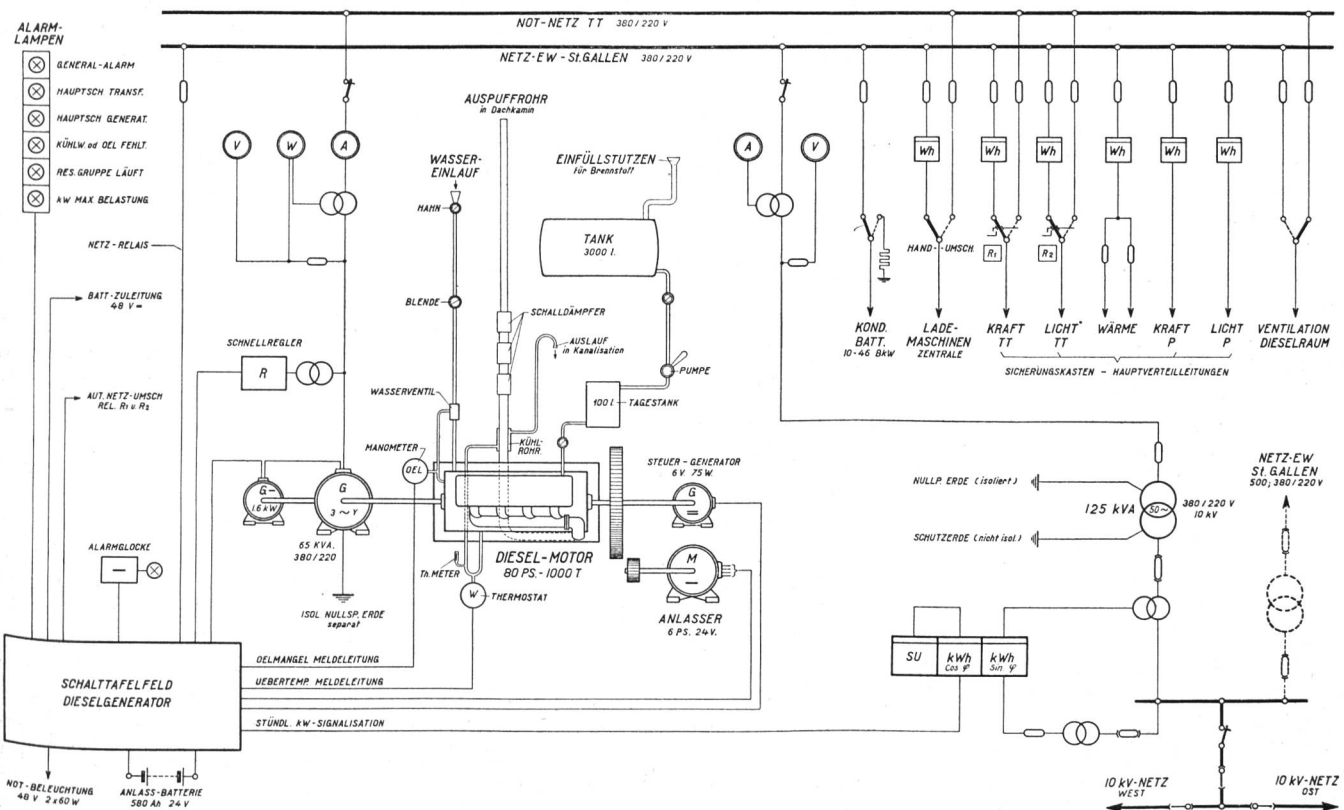 NOT-NETZ TT 380/220 V
NETZ-EW-St.GALLEN 380/220 V
ALARM-
LAMPEN
GENERAL-ALARM
HAUPTSCH TRANSF.
HAUPTSCH GENERAT.
KÜHLW. od OEL FEHLT.
RES. GRUPPE LÄUFT
KW MAX. BELASTUNG
NETZ-RELAIS
BATT-ZULEITUNG
48 V =
AUT. NETZ-UMSCH
REL. R1 u. R2
V
W
A
SCHNELLREGLER
R
G-
1.6 kW
G
3 ~ Y
65 KVA.
380/220
ISOL NULLSP. ERDE
separat
ALARMGLOCKE
AUSPUFFROHR
in Dachkamin
WASSER-
EINLAUF
HAHN
BLENDE
EINFÜLLSTUTZEN
für Brennstoff
TANK
3000 l.
SCHALLDÄMPFER
AUSLAUF
in Kanalisation
PUMPE
100 l.
TAGESTANK
WASSERVENTIL
KÜHL-
ROHR.
MANOMETER
OEL
DIESEL-MOTOR
80 PS.-1000 T
Th. METER
W
THERMOSTAT
STEUER-GENERATOR
6 V 75 W.
G
=
M
ANLASSER
6 PS. 24 V.
A
V
Wh
Wh
Wh
Wh
Wh
Wh
HAND-UMSCH.
R1
R2
KOND.
BATT.
10-46 BKW
LADE-
MASCHINEN
ZENTRALE
KRAFT
TT
LICHT
TT
WÄRME
KRAFT
P
LICHT
P
VENTILATION
DIESELRAUM
SICHERUNGSKASTEN - HAUPTVERTEILLEITUNGEN
NULLP. ERDE (isoliert)
SCHUTZERDE (nicht isol.)
125 KVA
50 ~
380/220 V
10 kV
NETZ-EW
St. GALLEN
500; 380/220 V
SU
kWh
Cos φ
kWh
Sin. φ
10 kV-NETZ
WEST
10 kV-NETZ
OST
SCHALTTAFELFELD
DIESELGENERATOR
OELMANGEL MELDELEITUNG
UEBERTEMP. MELDELEITUNG
STÜNDL. KW-SIGNALISATION
NOT-BELEUCHTUNG
48 V 2 x 60 W
ANLASS-BATTERIE
580 Ah 24 V